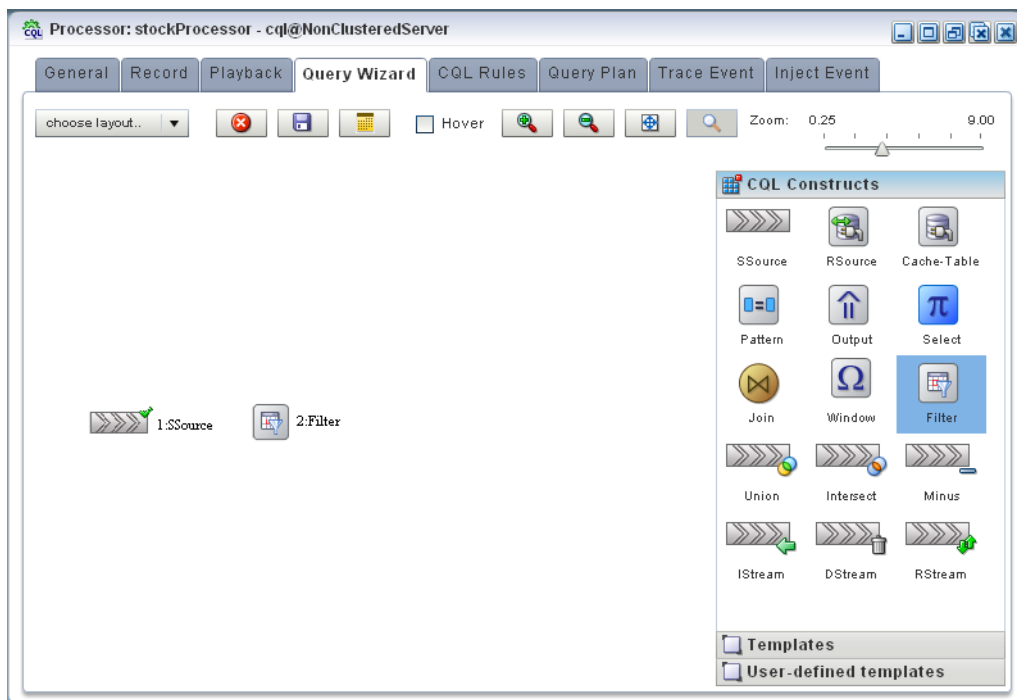 CQL
Processor: stockProcessor - cql@NonClusteredServer
General Record Playback Query Wizard CQL Rules Query Plan Trace Event Inject Event
choose layout.. Hover Zoom: 0.25 9.00
CQL Constructs
SSource RSource Cache-Table
π
Pattern Output Select
Ω
Join Window Filter
1:SSource 2:Filter
Union Intersect Minus
IStream DStream RStream
Templates
User-defined templates